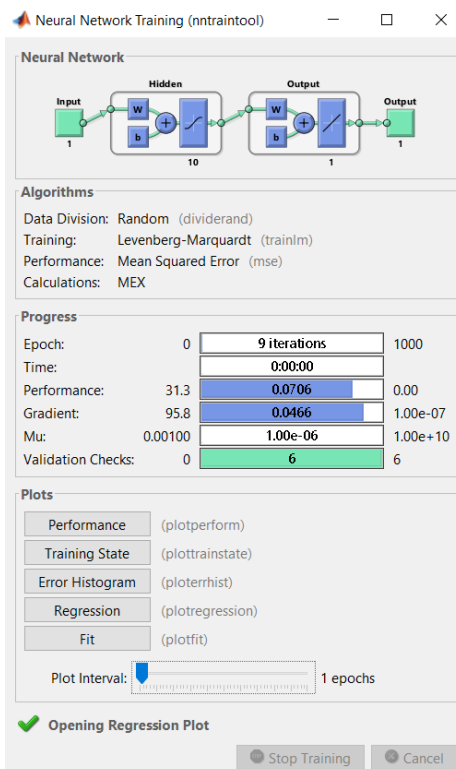 Neural Network Training (nntraintool)
Neural Network
Hidden Output
Input Output
W W
b b
1 10 1 1
Algorithms
Data Division: Random (dividerand)
Training: Levenberg-Marquardt (trainlm)
Performance: Mean Squared Error (mse)
Calculations: MEX
Progress
Epoch: 0 9 iterations 1000
Time: 0:00:00
Performance: 31.3 0.0706 0.00
Gradient: 95.8 0.0466 1.00e-07
Mu: 0.00100 1.00e-06 1.00e+10
Validation Checks: 0 6 6
Plots
Performance (plotperform)
Training State (plottrainstate)
Error Histogram (ploterrhist)
Regression (plotregression)
Fit (plotfit)
Plot Interval: 1 epochs
Opening Regression Plot
Stop Training Cancel